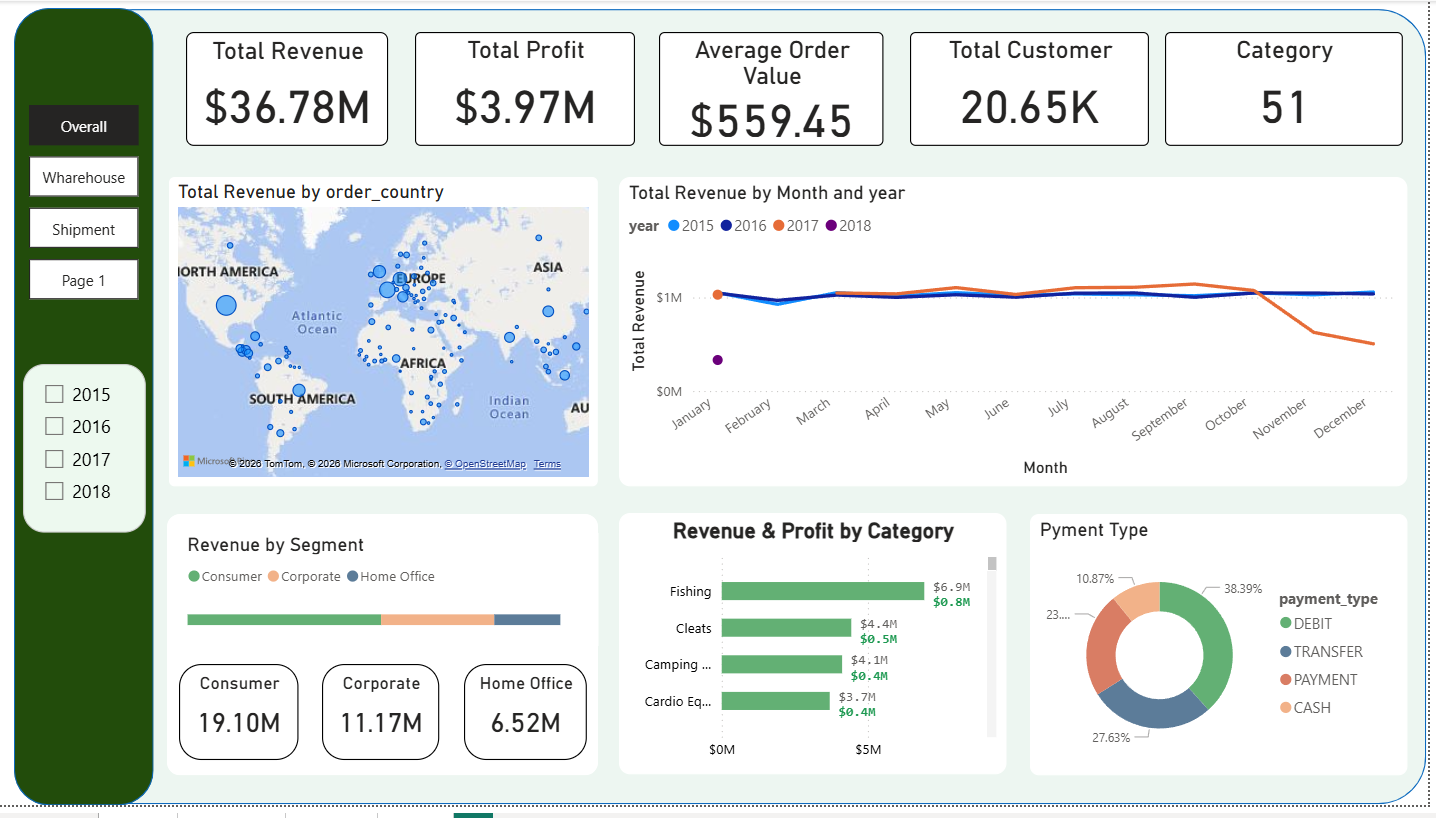 Total Revenue
$36.78M
Total Profit
$3.97M
Average Order
Value
$559.45
Total Customer
20.65K
Category
51
Overall
Wharehouse
Shipment
Page 1
2015
2016
2017
2018
Total Revenue by order_country
NORTH AMERICA
EUROPE
ASIA
Atlantic
Ocean
AFRICA
SOUTH AMERICA
Indian
Ocean
AU
© 2026 TomTom, © 2026 Microsoft Corporation, © OpenStreetMap Terms
Total Revenue by Month and year
year 2015 2016 2017 2018
Total Revenue
$1M
$0M
January February March April May June July August September October November December
Month
Revenue by Segment
Consumer Corporate Home Office
Consumer
19.10M
Corporate
11.17M
Home Office
6.52M
Revenue & Profit by Category
Fishing
$6.9M
$0.8M
Cleats
$4.4M
$0.5M
Camping ...
$4.1M
$0.4M
Cardio Eq...
$3.7M
$0.4M
$0M $5M
Pyment Type
10.87%
38.39%
23....
27.63%
payment_type
DEBIT
TRANSFER
PAYMENT
CASH